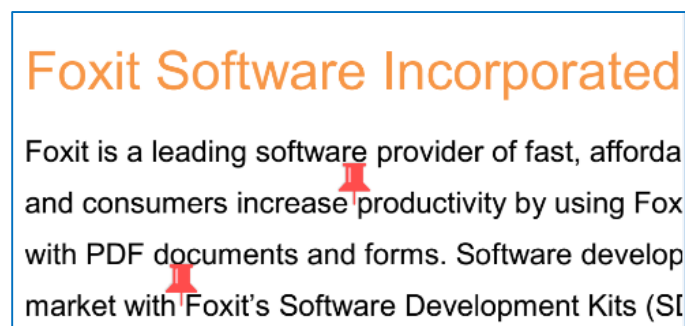 Foxit Software Incorporated
Foxit is a leading software provider of fast, afforda
and consumers increase productivity by using Fox
with PDF documents and forms. Software develop
market with Foxit’s Software Development Kits (SD